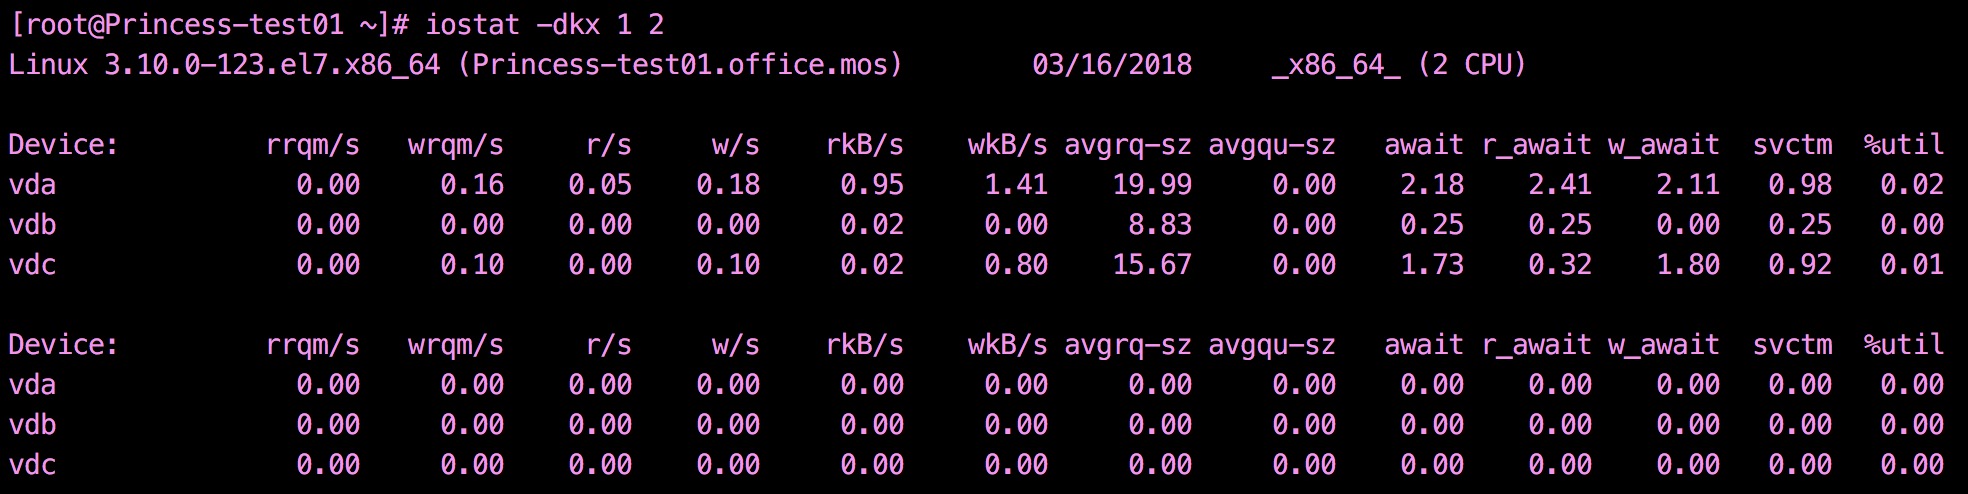 [root@Princess-test01 ~]# iostat -dkx 1 2
Linux 3.10.0-123.el7.x86_64 (Princess-test01.office.mos) 03/16/2018 _x86_64_ (2 CPU)
Device: rrqm/s wrqm/s r/s w/s rkB/s wkB/s avgrq-sz avgqu-sz await r_await w_await svctm %util
vda 0.00 0.16 0.05 0.18 0.95 1.41 19.99 0.00 2.18 2.41 2.11 0.98 0.02
vdb 0.00 0.00 0.00 0.00 0.02 0.00 8.83 0.00 0.25 0.25 0.00 0.25 0.00
vdc 0.00 0.10 0.00 0.10 0.02 0.80 15.67 0.00 1.73 0.32 1.80 0.92 0.01
Device: rrqm/s wrqm/s r/s w/s rkB/s wkB/s avgrq-sz avgqu-sz await r_await w_await svctm %util
vda 0.00 0.00 0.00 0.00 0.00 0.00 0.00 0.00 0.00 0.00 0.00 0.00 0.00
vdb 0.00 0.00 0.00 0.00 0.00 0.00 0.00 0.00 0.00 0.00 0.00 0.00 0.00
vdc 0.00 0.00 0.00 0.00 0.00 0.00 0.00 0.00 0.00 0.00 0.00 0.00 0.00